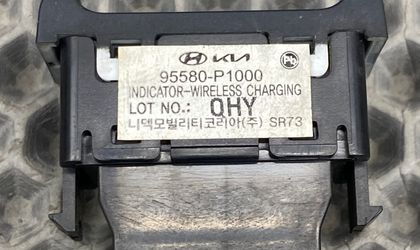 KIA
95580-P1000
INDICATOR-WIRELESS CHARGING
LOT NO.: QHY
니덱모빌리티코리아(주) SR73